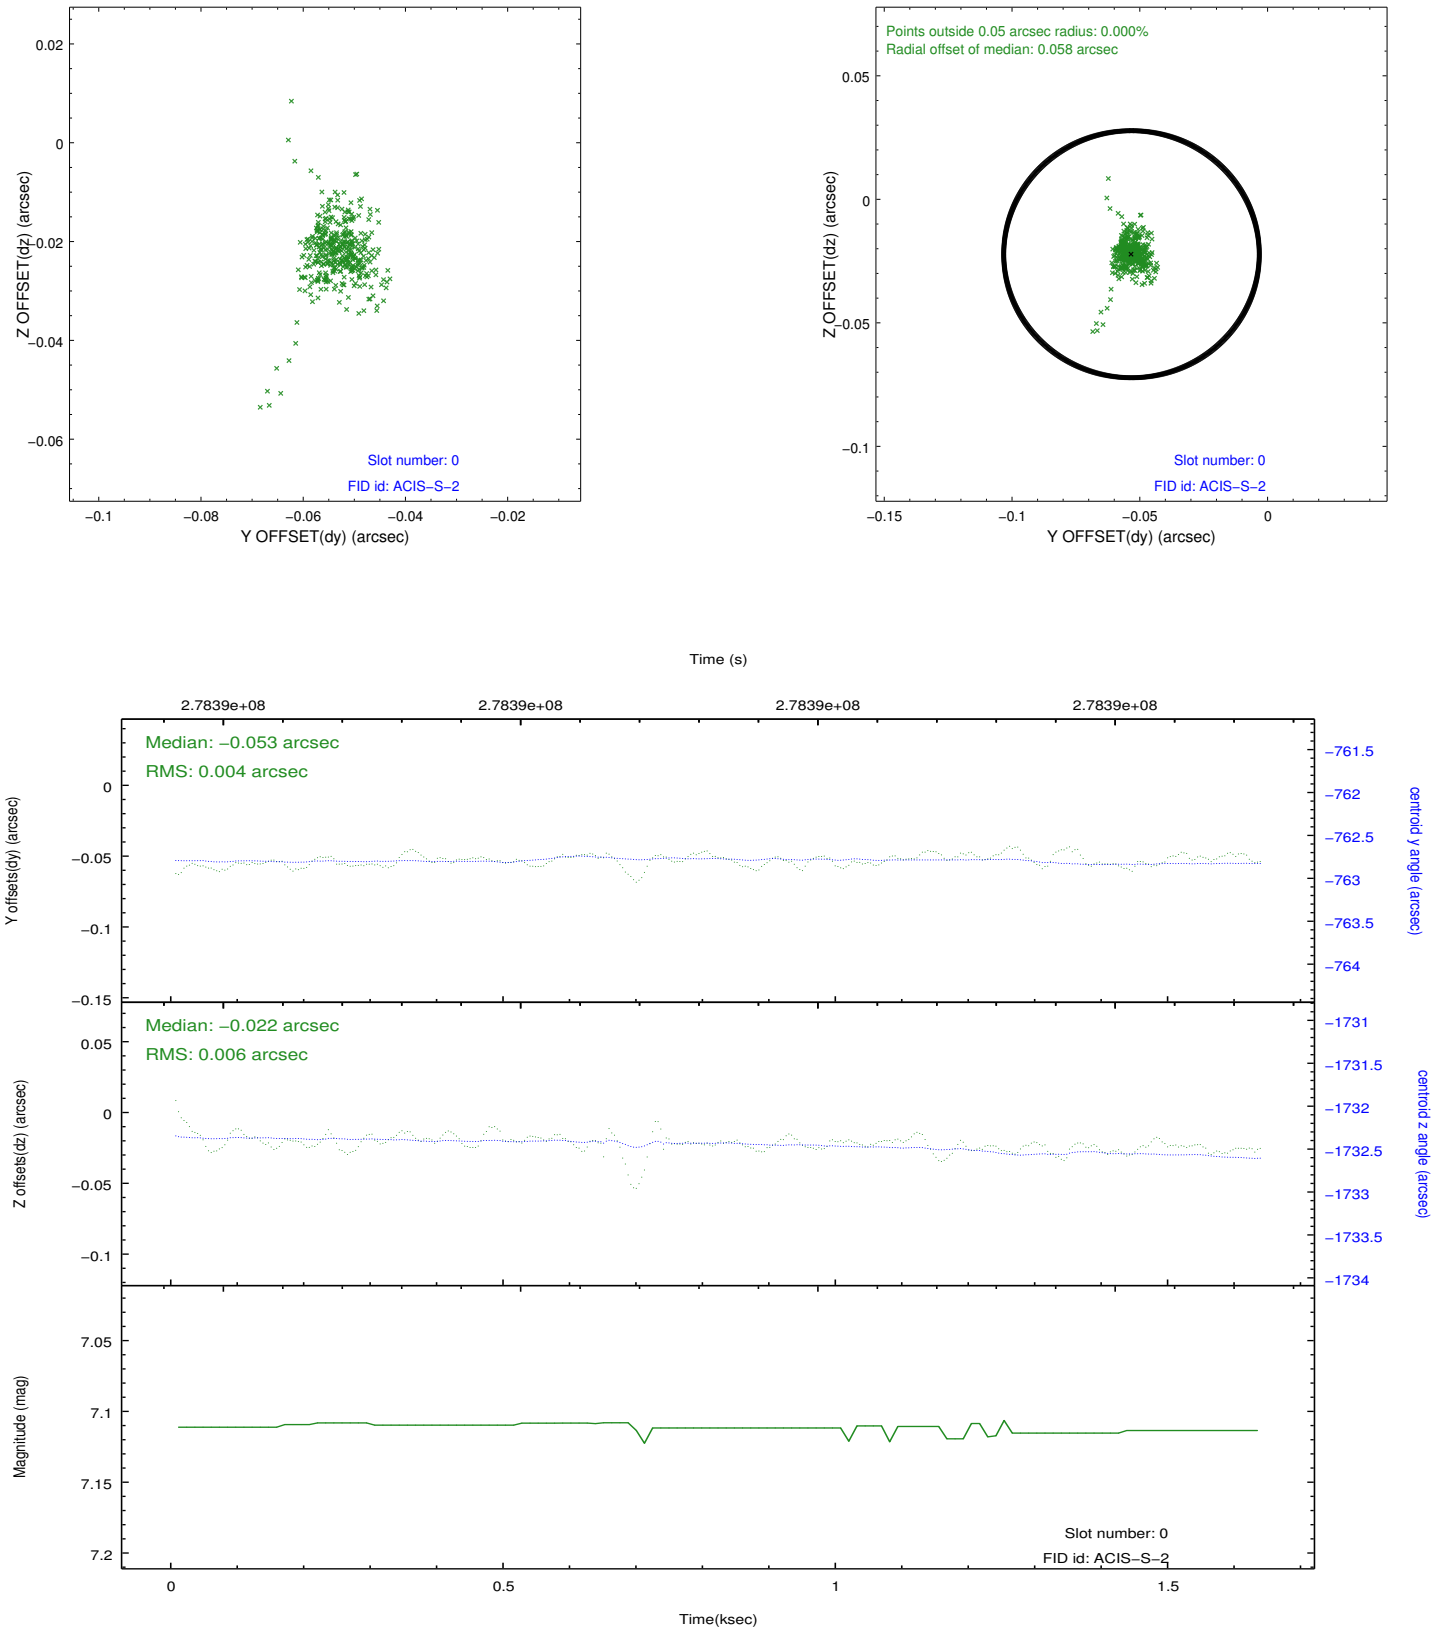 0.02
0
−0.02
−0.04
−0.06
Z OFFSET(dz) (arcsec)
Slot number: 0
FID id: ACIS−S−2
−0.1
−0.08
−0.06
−0.04
−0.02
Y OFFSET(dy) (arcsec)
Points outside 0.05 arcsec radius: 0.000%
Radial offset of median: 0.058 arcsec
0.05
0
−0.05
−0.1
Z OFFSET(dz) (arcsec)
Slot number: 0
FID id: ACIS−S−2
−0.15
−0.1
−0.05
0
Y OFFSET(dy) (arcsec)
Time (s)
2.7839e+08
2.7839e+08
2.7839e+08
2.7839e+08
Median: −0.053 arcsec
RMS: 0.004 arcsec
0
−0.05
−0.1
−0.15
Y offsets(dy) (arcsec)
−761.5
−762
−762.5
−763
−763.5
−764
centroid y angle (arcsec)
Median: −0.022 arcsec
RMS: 0.006 arcsec
0.05
0
−0.05
−0.1
Z offsets(dz) (arcsec)
−1731
−1731.5
−1732
−1732.5
−1733
−1733.5
−1734
centroid z angle (arcsec)
7.05
7.1
7.15
7.2
Magnitude (mag)
Slot number: 0
FID id: ACIS−S−2
0
0.5
1
1.5
Time(ksec)